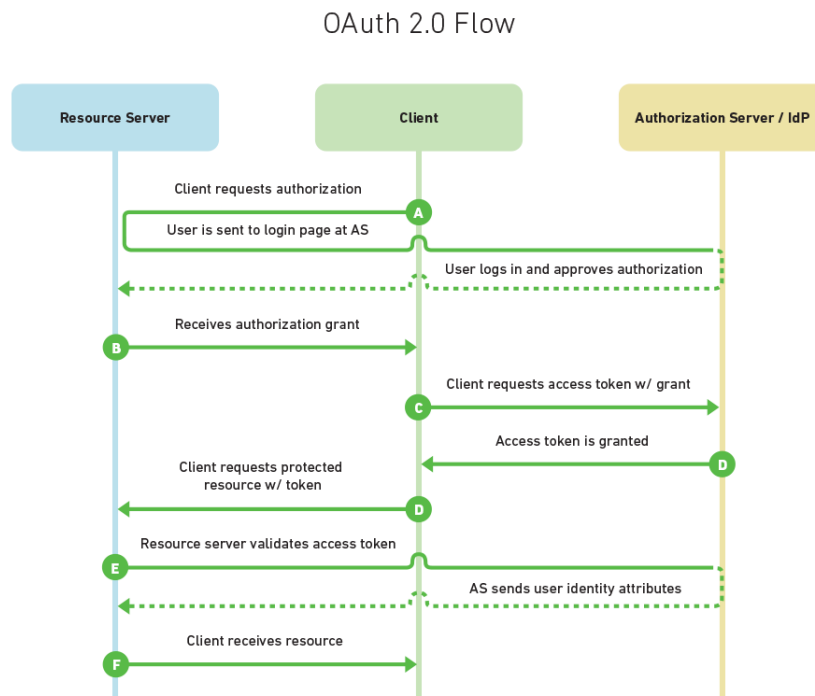 OAuth 2.0 Flow
Resource Server
Client
Authorization Server / IdP
Client requests authorization
A
User is sent to login page at AS
User logs in and approves authorization
Receives authorization grant
B
Client requests access token w/ grant
C
Access token is granted
D
Client requests protected
resource w/ token
D
Resource server validates access token
E
AS sends user identity attributes
Client receives resource
F